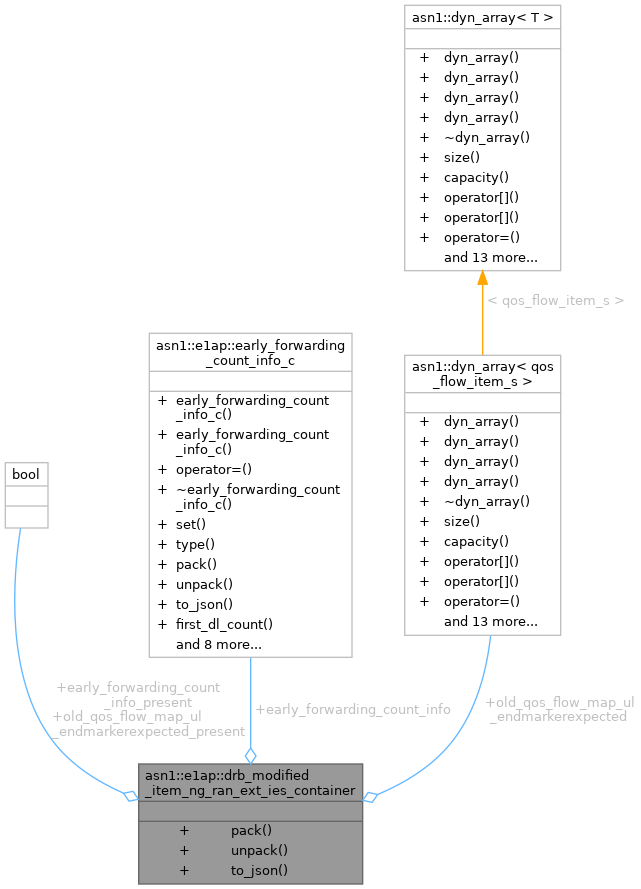 asn1::dyn_array< T >
+ dyn_array()
+ dyn_array()
+ dyn_array()
+ dyn_array()
+ ~dyn_array()
+ size()
+ capacity()
+ operator[]()
+ operator[]()
+ operator=()
and 13 more...
< qos_flow_item_s >
asn1::e1ap::early_forwarding
_count_info_c
+ early_forwarding_count
_info_c()
+ early_forwarding_count
_info_c()
+ operator=()
+ ~early_forwarding_count
_info_c()
+ set()
+ type()
+ pack()
+ unpack()
+ to_json()
+ first_dl_count()
and 8 more...
asn1::dyn_array< qos
_flow_item_s >
+ dyn_array()
+ dyn_array()
+ dyn_array()
+ dyn_array()
+ ~dyn_array()
+ size()
+ capacity()
+ operator[]()
+ operator[]()
+ operator=()
and 13 more...
bool
+early_forwarding_count
_info_present
+old_qos_flow_map_ul
_endmarkerexpected_present
+early_forwarding_count_info
+old_qos_flow_map_ul
_endmarkerexpected
asn1::e1ap::drb_modified
_item_ng_ran_ext_ies_container
+ pack()
+ unpack()
+ to_json()